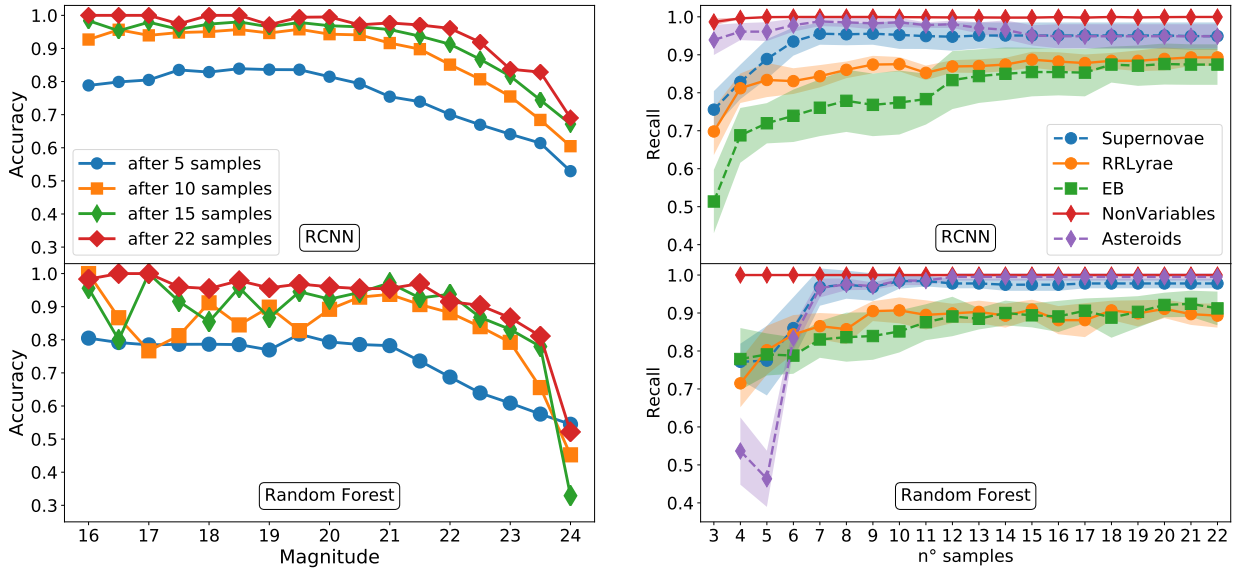 1.0
0.9
0.8
0.7
0.6
0.5
0.4
0.3
Accuracy
after 5 samples
after 10 samples
after 15 samples
after 22 samples
RCNN
1.0
0.9
0.8
0.7
0.6
0.5
0.4
0.3
Accuracy
Random Forest
16 17 18 19 20 21 22 23 24
Magnitude
1.0
0.9
0.8
0.7
0.6
0.5
0.4
Recall
Supernovae
RRLyrae
EB
NonVariables
Asteroids
RCNN
1.0
0.9
0.8
0.7
0.6
0.5
0.4
Recall
Random Forest
3 4 5 6 7 8 9 10 11 12 13 14 15 16 17 18 19 20 21 22
n° samples